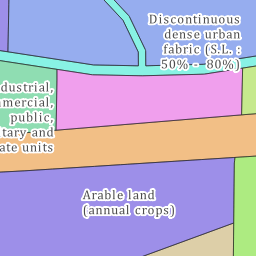 Discontinuous
dense urban
fabric (S.L. :
50% - 80%)
dustrial,
mercial,
public,
tary and
ate units
Arable land
(annual crops)